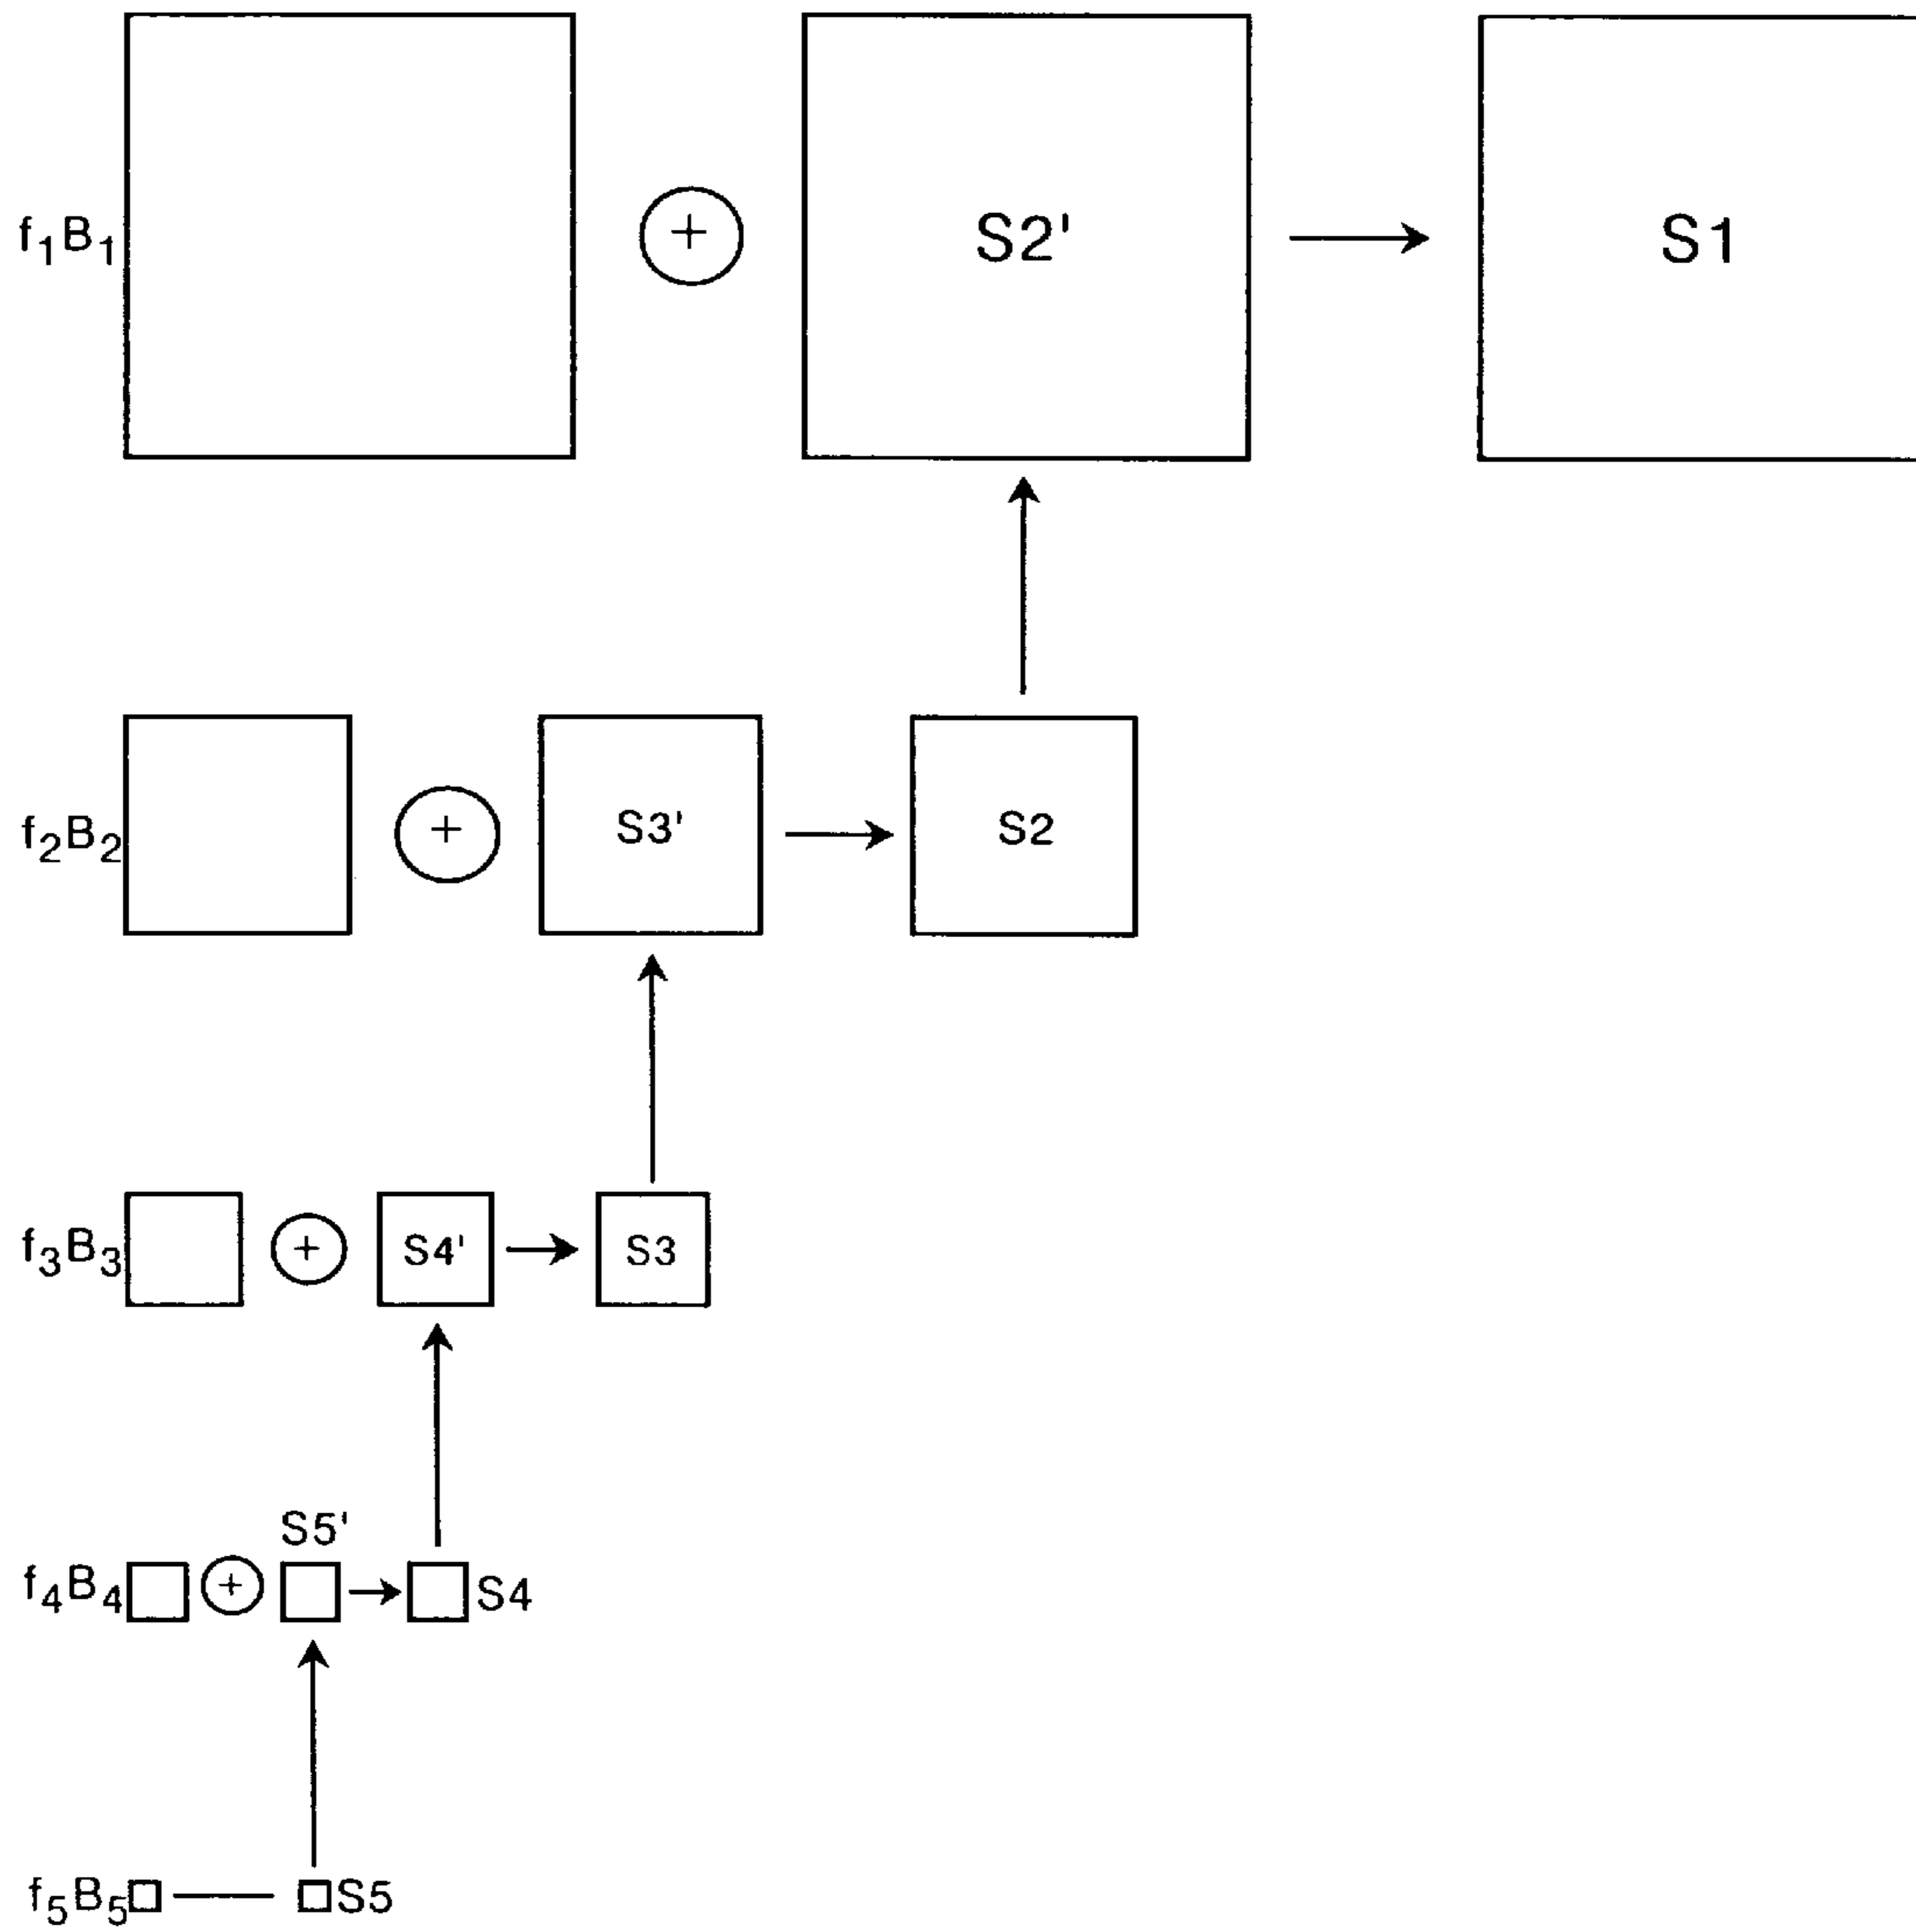 f₁B₁ + S2' S1
f₂B₂ + S3' S2
f₃B₃ + S4' S3
S5'
f₄B₄ + S4
f₅B₅ S5